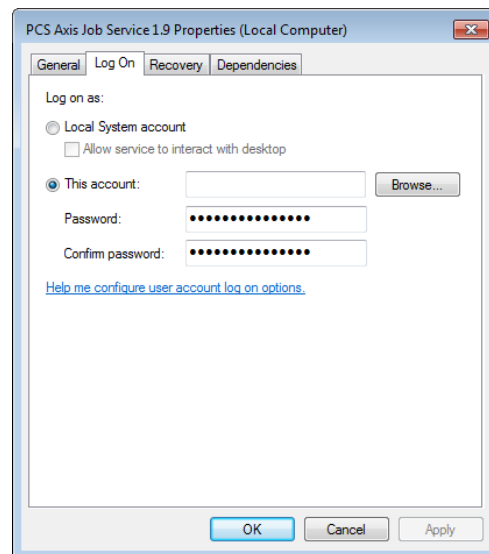 PCS Axis Job Service 1.9 Properties (Local Computer)
General Log On Recovery Dependencies
Log on as:
Local System account
Allow service to interact with desktop
This account: Browse...
Password: •••••••••••••••
Confirm password: •••••••••••••••
Help me configure user account log on options.
OK Cancel Apply